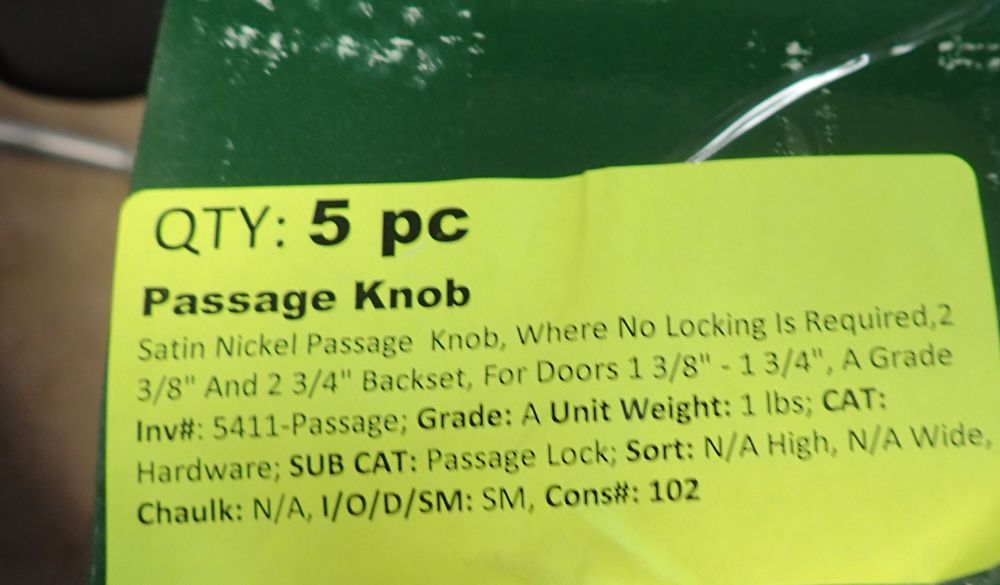 QTY: 5 pc
Passage Knob
Satin Nickel Passage Knob, Where No Locking Is Required,2
3/8" And 2 3/4" Backset, For Doors 1 3/8" - 1 3/4", A Grade
Inv#: 5411-Passage; Grade: A Unit Weight: 1 lbs; CAT:
Hardware; SUB CAT: Passage Lock; Sort: N/A High, N/A Wide,
Chaulk: N/A, I/O/D/SM: SM, Cons#: 102